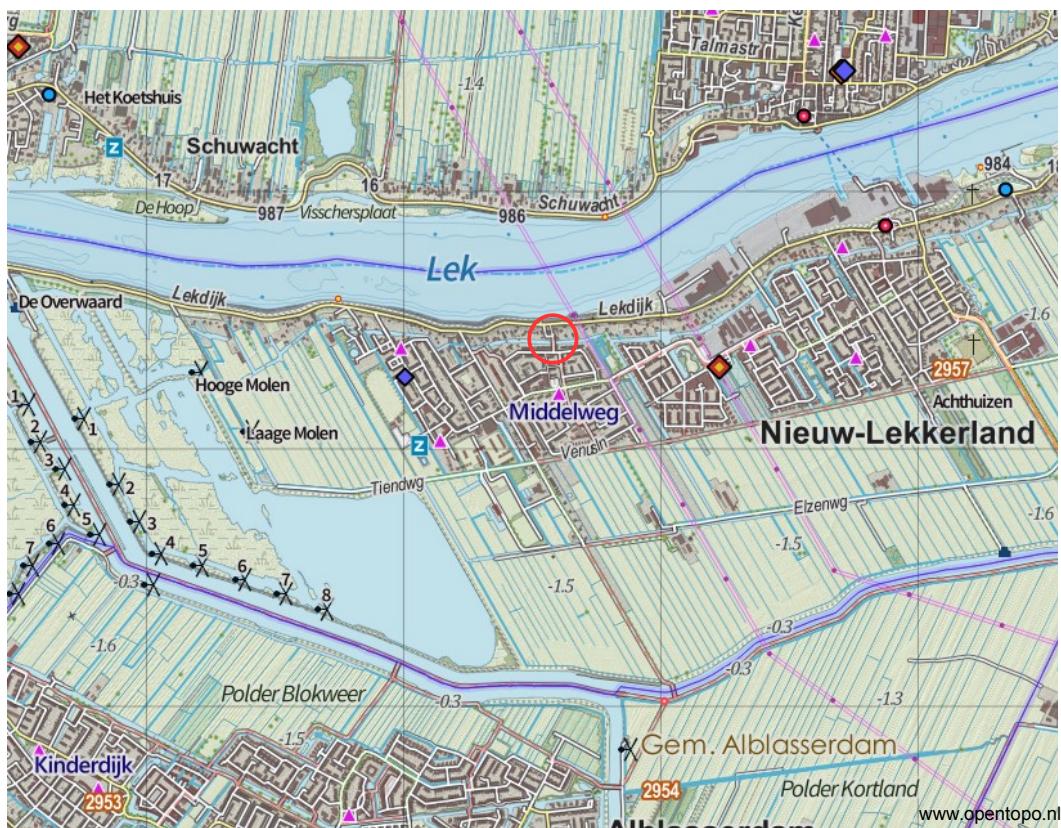 Talmastr
-1.4
Het Koetshuis
Z
Schuwacht
17
16
984
18
De Hoop
987
Visschersplaat
986
Schuwacht
Lek
Lekdijk
Lekdijk
De Overwaard
-1.6
Hooge Molen
2957
Achthuizen
1
1
Middelweg
Laage Molen
Nieuw-Lekkerland
2
Z
Venusln
3
Tiendwg
2
4
Elzenwg
-1.6
3
5
6
4
-1.5
7
5
6
-0.3
7
-1.5
8
-0.3
-1.6
-0.3
Polder Blokweer
-0.3
-1.3
-1.5
Gem. Alblasserdam
Kinderdijk
2953
2954
Polder Kortland
www.opentopo.n
Alblasserdam